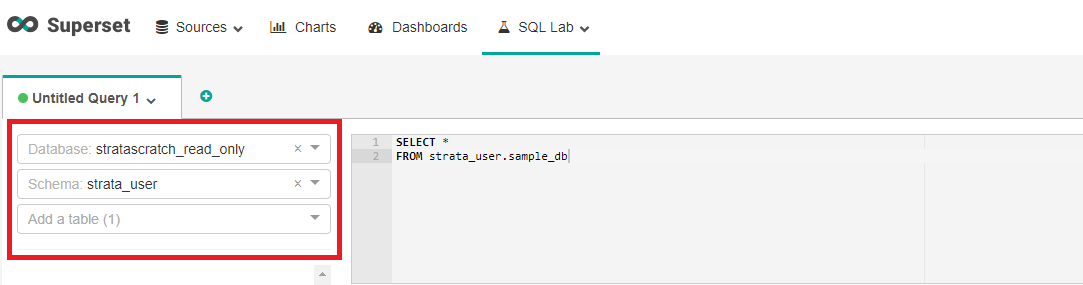 Superset Sources Charts Dashboards SQL Lab
Untitled Query 1
Database: stratascratch_read_only ×
Schema: strata_user ×
Add a table (1)
1 SELECT *
2 FROM strata_user.sample_db